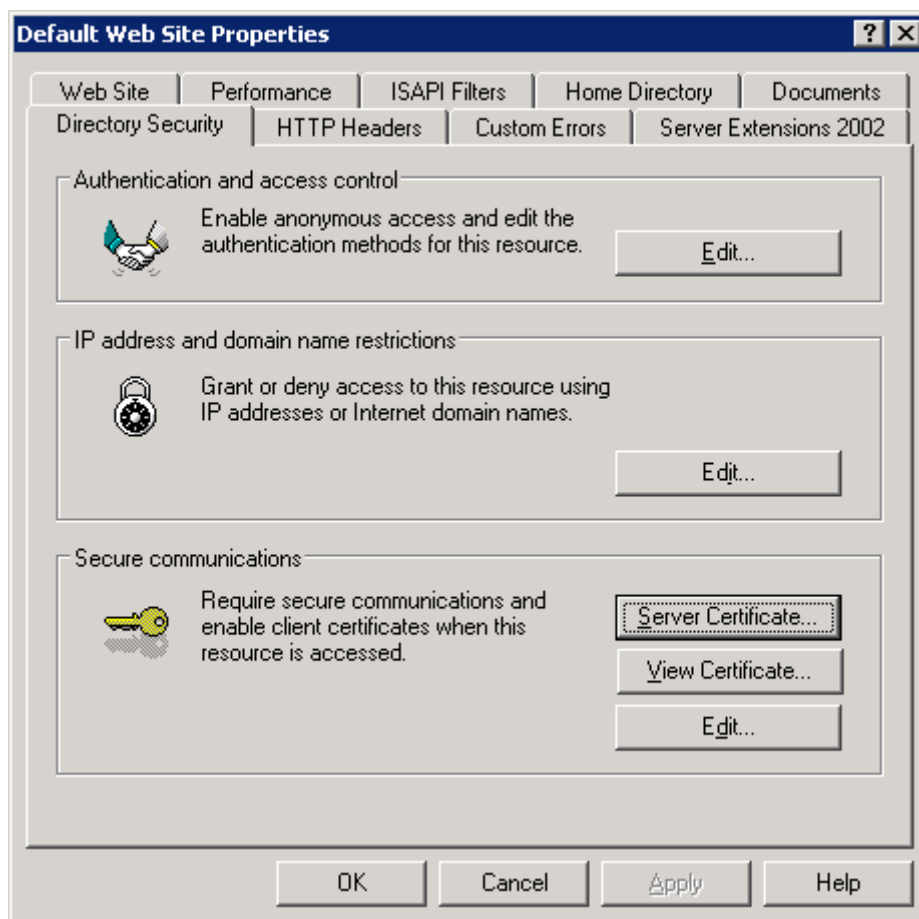 Default Web Site Properties
Web Site Performance ISAPI Filters Home Directory Documents
Directory Security HTTP Headers Custom Errors Server Extensions 2002
Authentication and access control
Enable anonymous access and edit the
authentication methods for this resource.
Edit...
IP address and domain name restrictions
Grant or deny access to this resource using
IP addresses or Internet domain names.
Edit...
Secure communications
Require secure communications and
enable client certificates when this
resource is accessed.
Server Certificate...
View Certificate...
Edit...
OK Cancel Apply Help